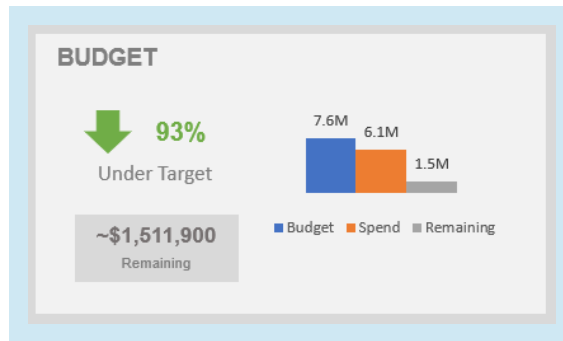 BUDGET
93%
Under Target
~$1,511,900
Remaining
7.6M
6.1M
1.5M
Budget Spend Remaining